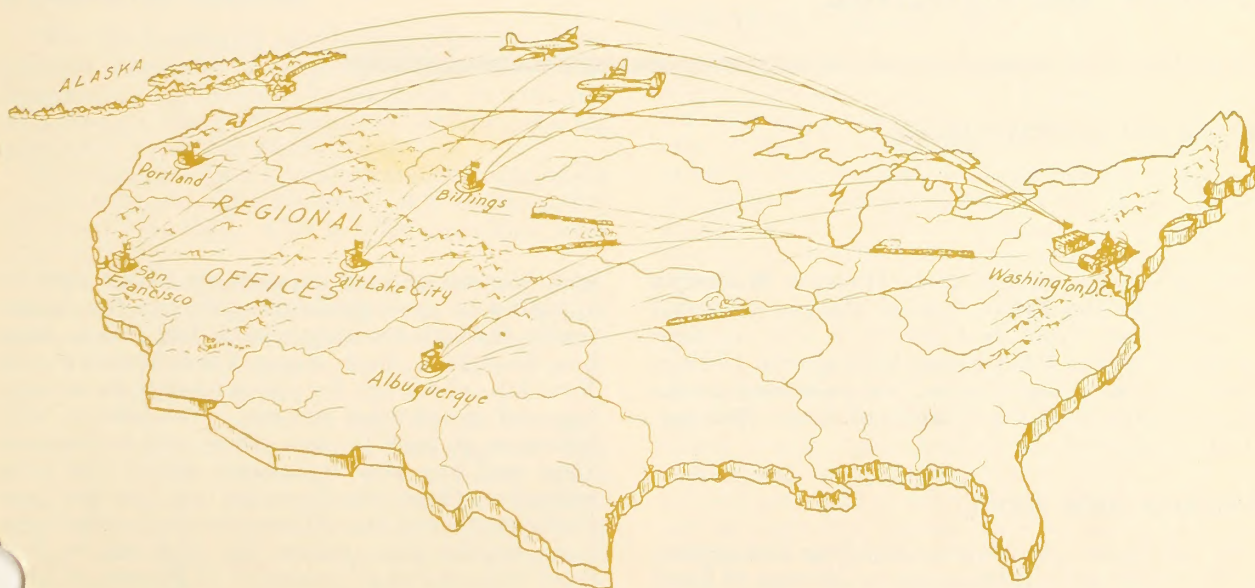 ALASKA
Portland
Billings
REGIONAL
San
Francisco
OFFICES
Salt Lake City
Washington, D.C.
Albuquerque